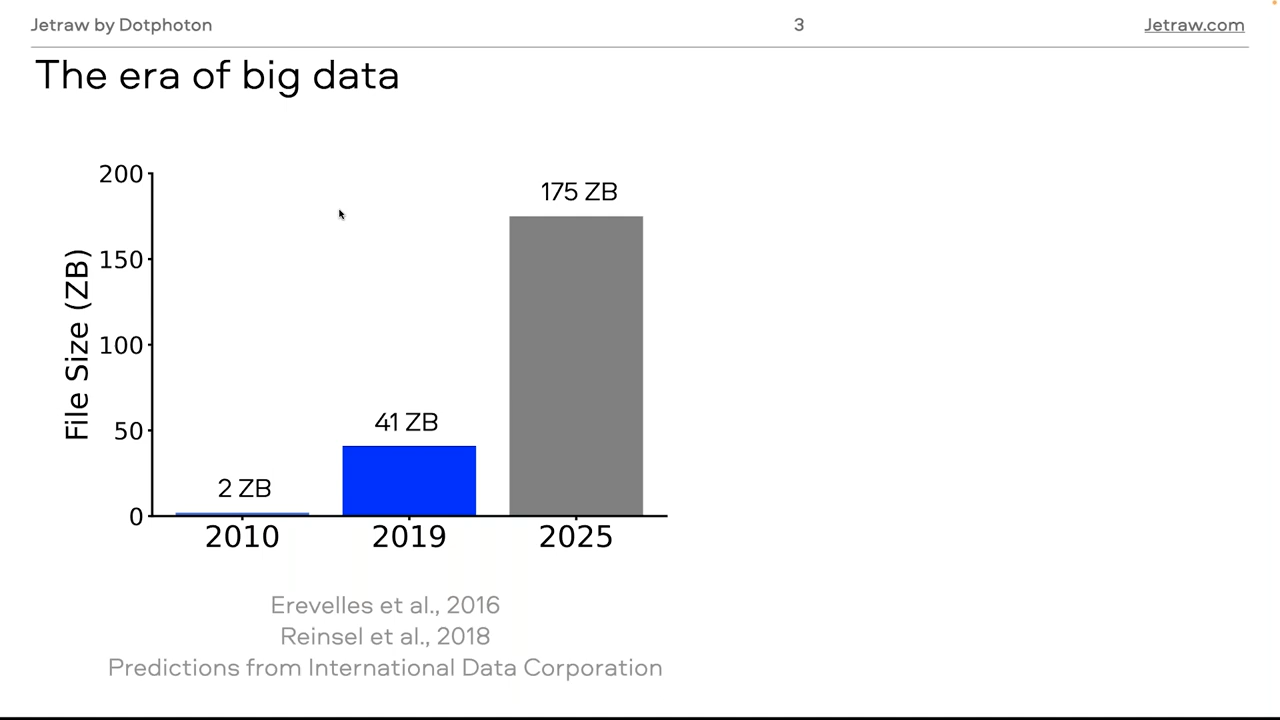 Jetraw by Dotphoton
3
Jetraw.com
The era of big data
File Size (ZB)
200
150
100
50
0
175 ZB
41 ZB
2 ZB
2010
2019
2025
Erevelles et al., 2016
Reinsel et al., 2018
Predictions from International Data Corporation